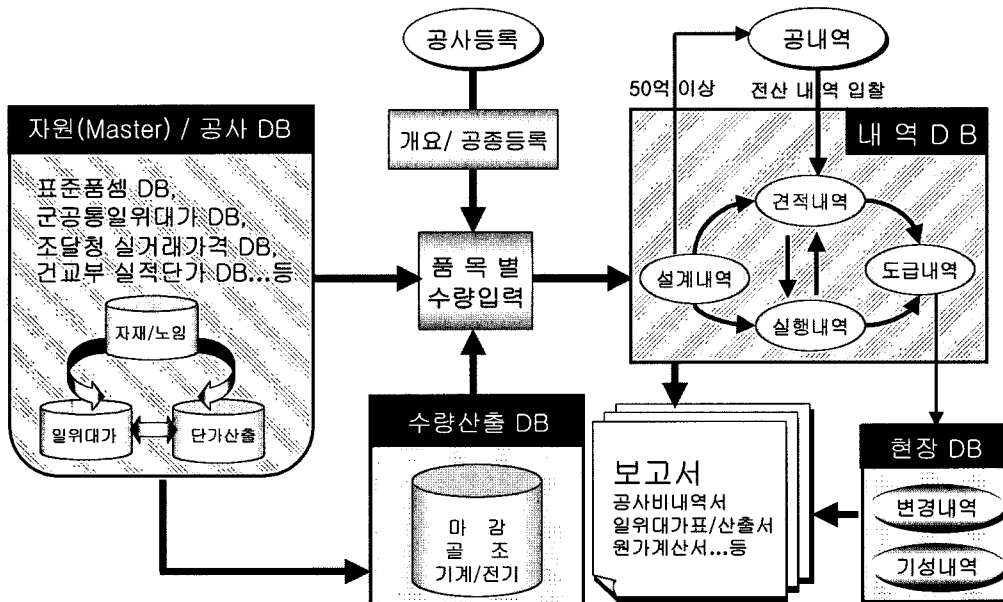 공사등록
개요/ 공종등록
품 목 별
수량입력
자원(Master) / 공사 DB
표준품셈 DB,
군공통일위대가 DB,
조달청 실거래가격 DB,
건교부 실적단가 DB...등
자재/노임
일위대가
단가산출
수량산출 DB
마 감
골 조
기계/전기
공내역
50억 이상
전산 내역 입찰
내 역 D B
견적내역
설계내역
도급내역
실행내역
보고서
공사비내역서
일위대가표/산출서
원가계산서...등
현장 DB
변경내역
기성내역